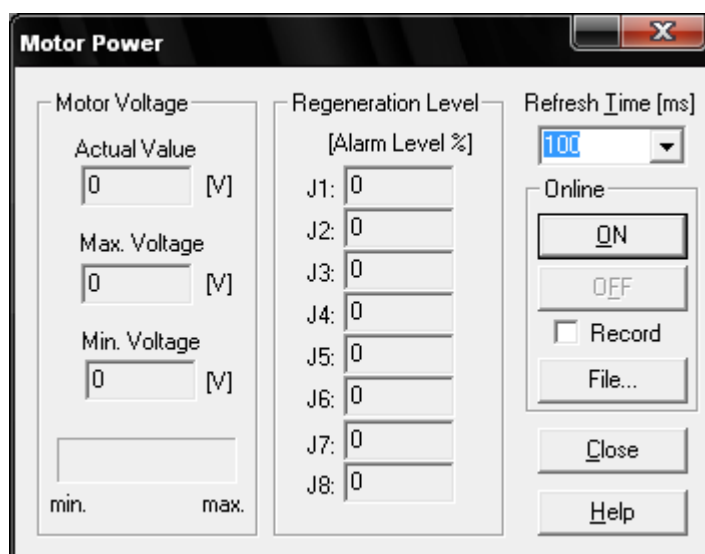 Motor Power
Motor Voltage
Actual Value
0 [V]
Max. Voltage
0 [V]
Min. Voltage
0 [V]
min. max.
Regeneration Level
[Alarm Level %]
J1: 0
J2: 0
J3: 0
J4: 0
J5: 0
J6: 0
J7: 0
J8: 0
Refresh Time [ms]
100
Online
ON
OFF
Record
File...
Close
Help